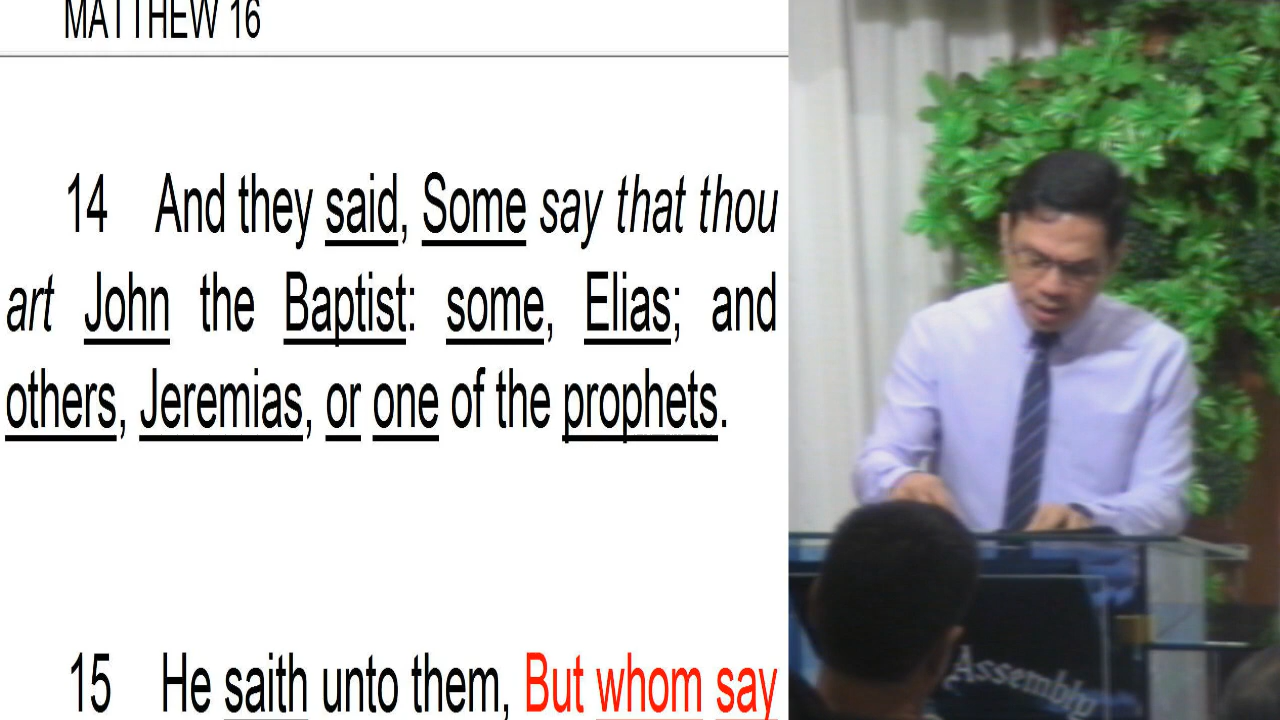 MATTHEW 16
14 And they said, Some say that thou
art John the Baptist: some, Elias; and
others, Jeremias, or one of the prophets.
15 He saith unto them, But whom say
Assembly